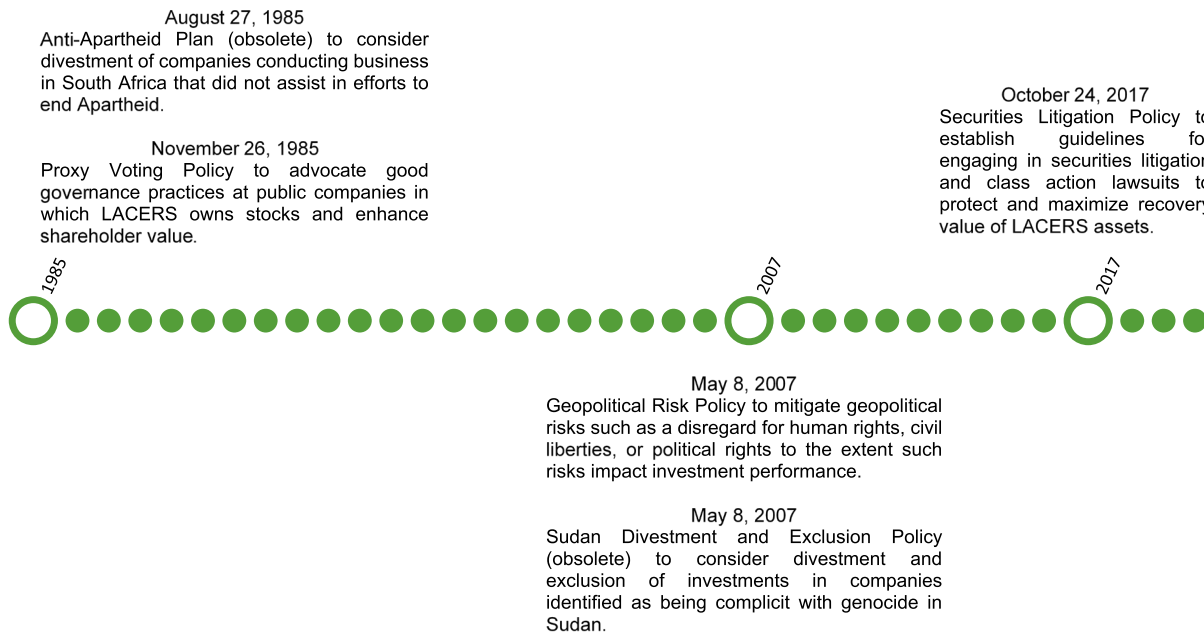 August 27, 1985
Anti-Apartheid Plan (obsolete) to consider
divestment of companies conducting business
in South Africa that did not assist in efforts to
end Apartheid.
November 26, 1985
Proxy Voting Policy to advocate good
governance practices at public companies in
which LACERS owns stocks and enhance
shareholder value.
October 24, 2017
Securities Litigation Policy
establish guidelines
engaging in securities litigation
and class action lawsuits
protect and maximize recovery
value of LACERS assets.
1985
2007
2017
May 8, 2007
Geopolitical Risk Policy to mitigate geopolitical
risks such as a disregard for human rights, civil
liberties, or political rights to the extent such
risks impact investment performance.
May 8, 2007
Sudan Divestment and Exclusion Policy
(obsolete) to consider divestment and
exclusion of investments in companies
identified as being complicit with genocide in
Sudan.